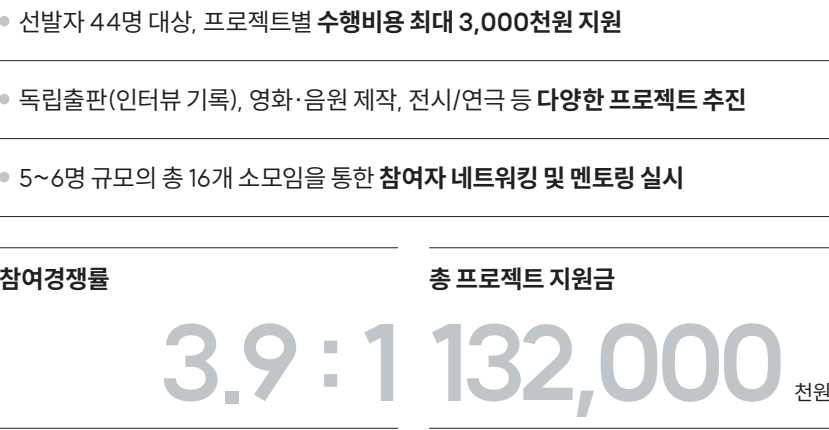 선발자 44명 대상, 프로젝트별 수행비용 최대 3,000천원 지원
독립출판(인터뷰 기록), 영화·음원 제작, 전시/연극 등 다양한 프로젝트 추진
5~6명 규모의 총 16개 소모임을 통한 참여자 네트워킹 및 멘토링 실시
참여경쟁률
3.9 : 1
총 프로젝트 지원금
132,000 천원